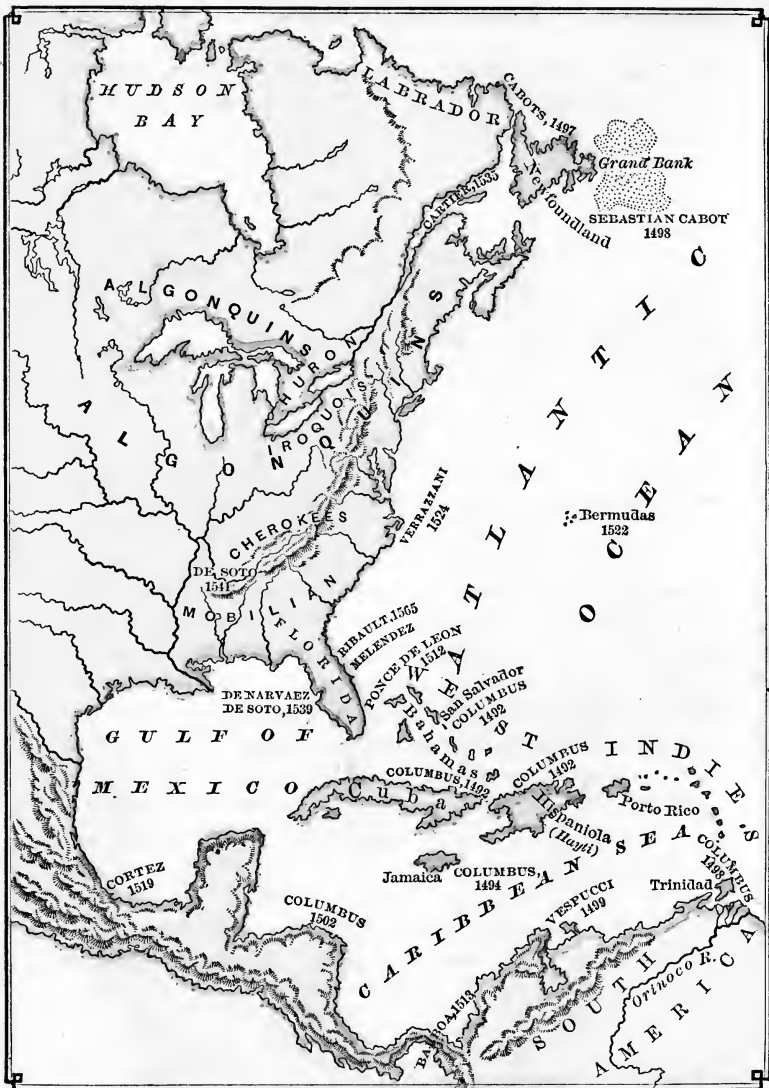 HUDSON
BAY
LABRADOR
CABOTS, 1497
Grand Bank
Newfoundland
SEBASTIAN CABOT
1498
CARTIER, 1535
ALGONQUINS
HURON
IROQUOIS
ALGONQUINS
ATLANTIC
OCEAN
VERRAZZANI
1524
Bermudas
1522
CHEROKEES
DE SOTO
1541
MOBILIAN
FLORIDA
RIBAULT, 1565
MELENDEZ
PONCE DE LEON
1512
DE NARVAEZ
DE SOTO, 1539
San Salvador
COLUMBUS
1492
Bahamas
WEST INDIES
GULF OF
MEXICO
COLUMBUS, 1492
Cuba
COLUMBUS
1492
Hispaniola
(Hayti)
Porto Rico
CORTEZ
1519
Jamaica
COLUMBUS,
1494
CARIBBEAN SEA
COLUMBUS
1498
Trinidad
COLUMBUS
1502
VESPUCCI
1499
BALBOA, 1513
Orinoco R.
SOUTH
AMERICA